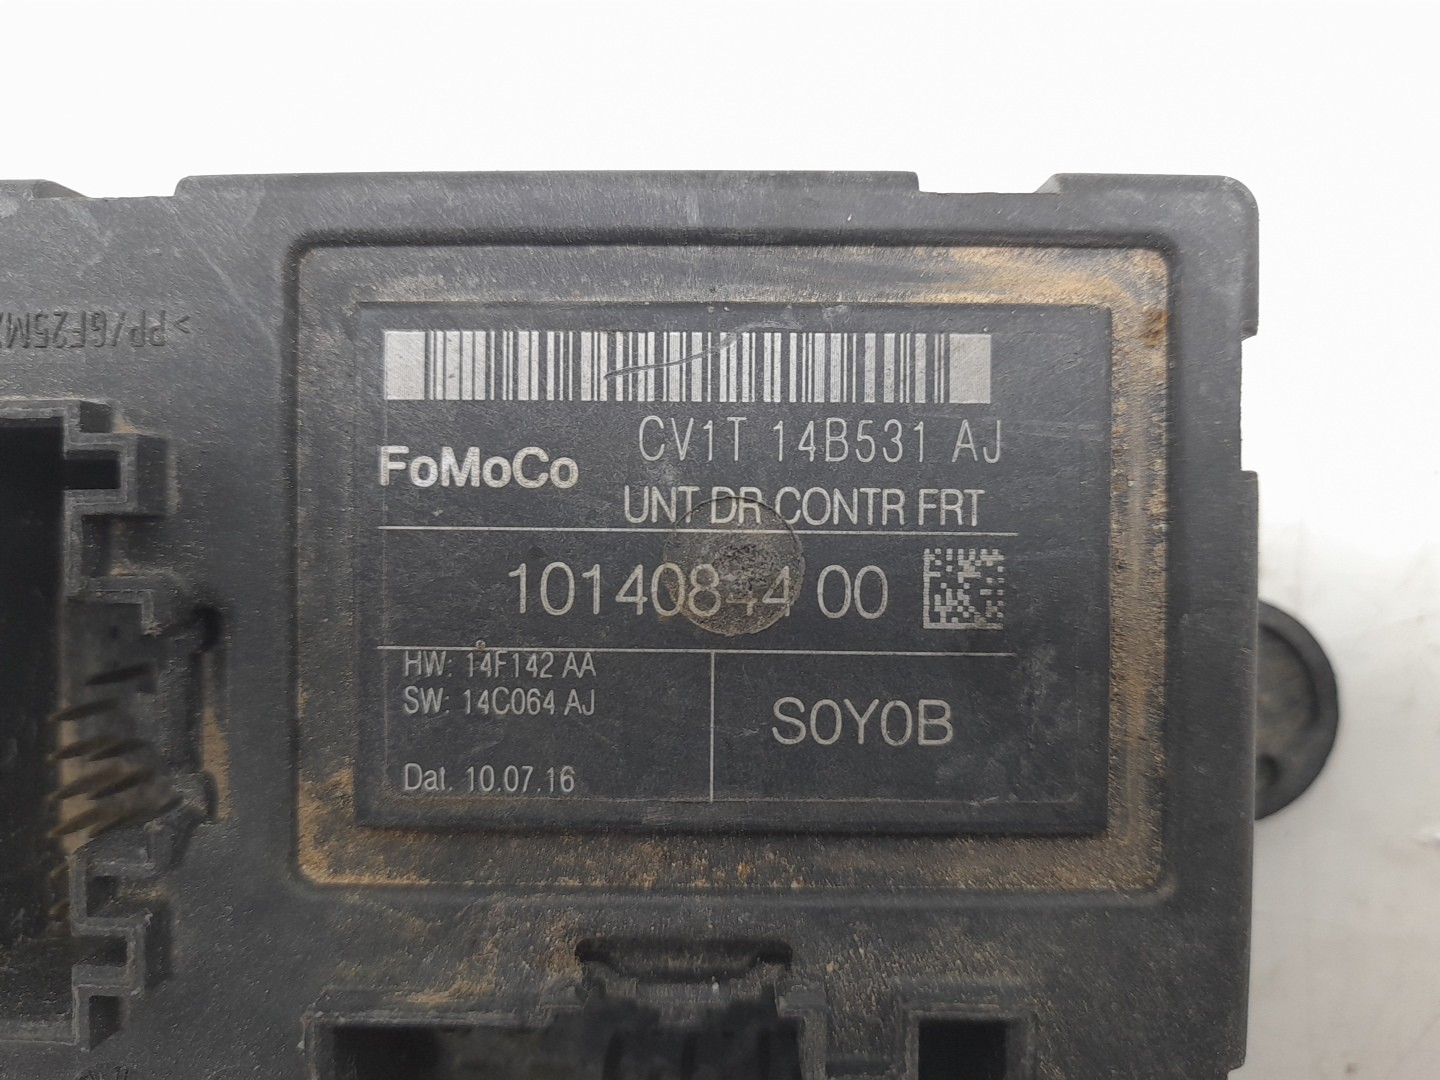 CV1T 14B531 AJ
FoMoCo
UNT DR CONTR FRT
00
HW: 14F142 AA
SW: 14C064 AJ
S0Y0B
Dat. 10.07.16